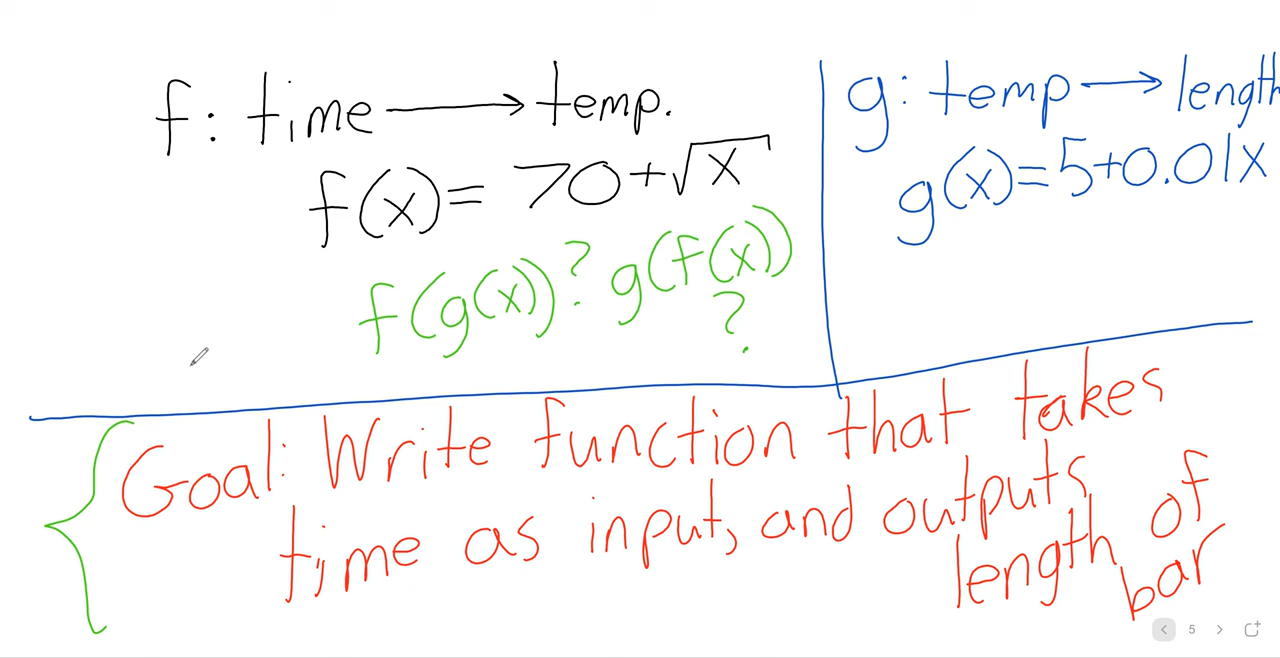 f: time → temp.
f(x) = 70+√x
f(g(x))? g(f(x))
?
g: temp → length
g(x)=5+0.01x
Goal: Write function that takes
time as input, and outputs
length of
bar
5